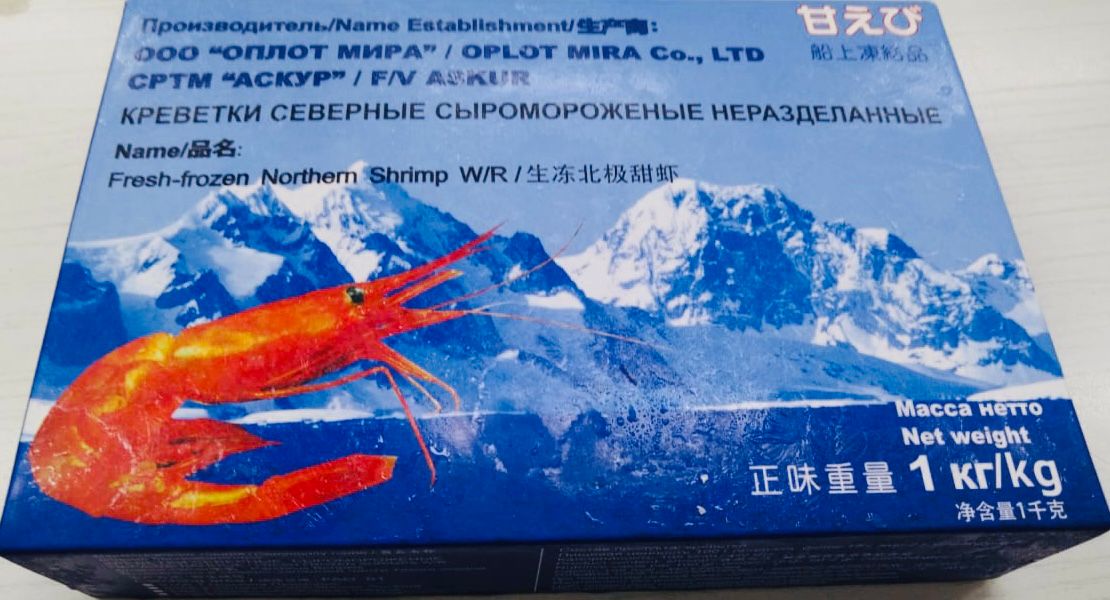 Производитель/Name Establishment/生产商:
甘えび
船上凍結品
ООО "ОПЛОТ МИРА" / OPLOT MIRA Co., LTD
СРТМ "АСКУР" / F/V ASKUR
КРЕВЕТКИ СЕВЕРНЫЕ СЫРОМОРОЖЕНЫЕ НЕРАЗДЕЛАННЫЕ
Name/品名:
Fresh-frozen Northern Shrimp W/R / 生冻北极甜虾
Масса нетто
Net weight
正味重量 1 кг/kg
净含量1千克